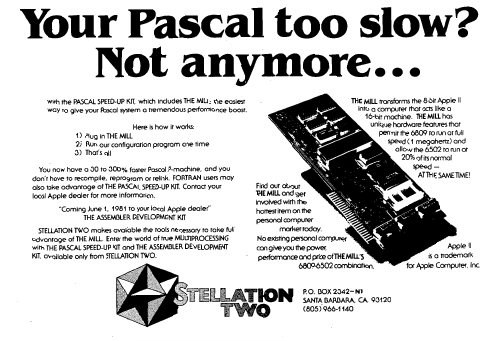 Your Pascal too slow?
Not anymore...
with the PASCAL SPEED-UP KIT, which includes THE MILL; the easiest
way to give your Pascal system a tremendous performance boost.
Here is how it works:
1) Plug in THE MILL
2) Run our configuration program one time
3) That's all
You now have a 30 to 300% faster Pascal P-machine, and you
don't have to recompile, reprogram or relink. FORTRAN users may
also take advantage of THE PASCAL SPEED-UP KIT. Contact your
local Apple dealer for more information.
"Coming June 1, 1981 to your local Apple dealer"
THE ASSEMBLER DEVELOPMENT KIT
STELLATION TWO makes available the tools necessary to take full
advantage of THE MILL. Enter the world of true MULTIPROCESSING
with THE PASCAL SPEED-UP KIT and THE ASSEMBLER DEVELOPMENT
KIT, available only from STELLATION TWO.
THE MILL transforms the 8-bit Apple II
into a computer that acts like a
16-bit machine. THE MILL has
unique hardware features that
permit the 6809 to run at full
speed (1 megahertz) and
allow the 6502 to run at
20% of its normal
speed —
AT THE SAME TIME!
Find out about
THE MILL and get
involved with the
hottest item on the
personal computer
market today.
No existing personal computer
can give you the power,
performance and price of THE MILL'S
6809-6502 combination.
Apple II
is a trademark
for Apple Computer, Inc.
STELLATION
TWO
P.O. BOX 2342-N1
SANTA BARBARA, CA. 93120
(805) 966-1140